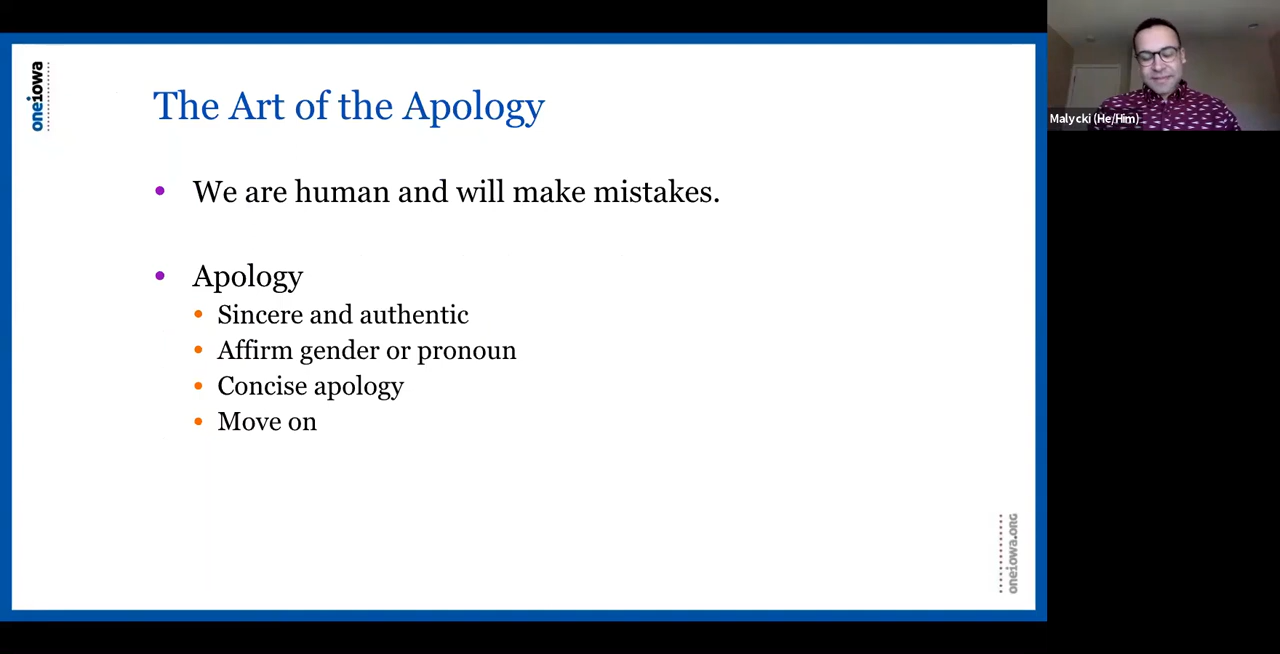 oneiowa
The Art of the Apology
Malycki (He/Him)
• We are human and will make mistakes.
• Apology
• Sincere and authentic
• Affirm gender or pronoun
• Concise apology
• Move on
oneiowa.ORG